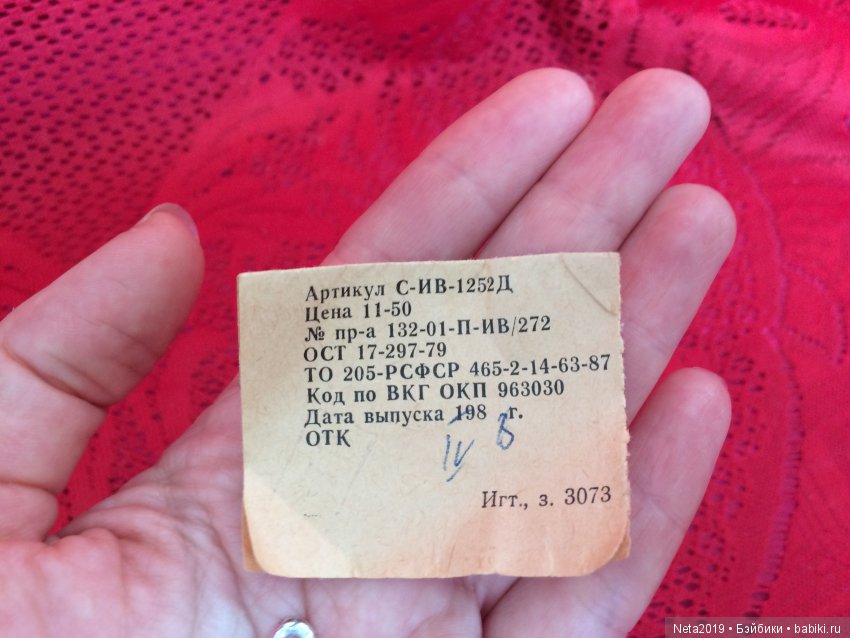 Артикул С-ИВ-1252Д
Цена 11-50
№ пр-а 132-01-П-ИВ/272
ОСТ 17-297-79
ТО 205-РСФСР 465-2-14-63-87
Код по ВКГ ОКП 963030
Дата выпуска 198 г.
ОТК
IV
Игт., з. 3073
Neta2019 • Бэйбики • babiki.ru